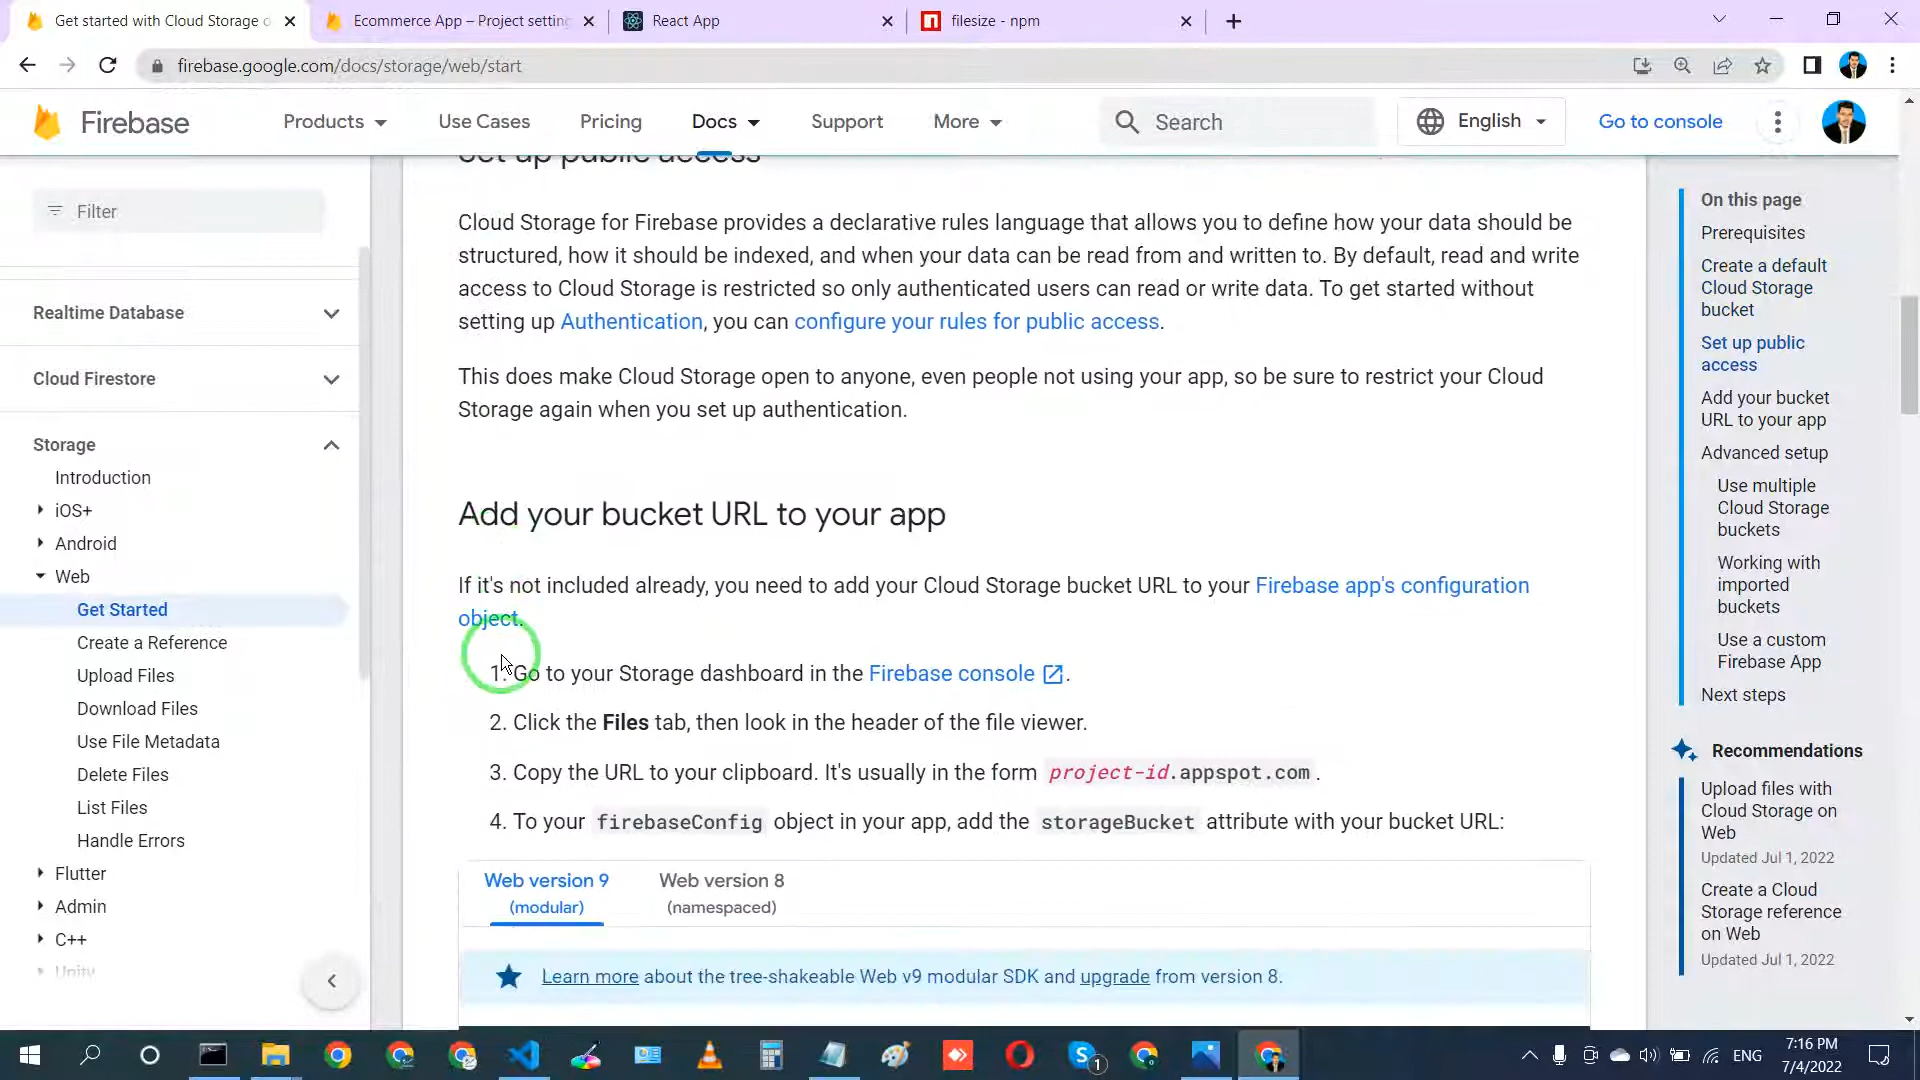 Get started with Cloud Storage o
Ecommerce App – Project setting
React App
filesize - npm
firebase.google.com/docs/storage/web/start
Firebase
Products
Use Cases
Pricing
Docs
Support
More
Search
English
Go to console
Filter
Realtime Database
Cloud Firestore
Storage
Introduction
iOS+
Android
Web
Get Started
Create a Reference
Upload Files
Download Files
Use File Metadata
Delete Files
List Files
Handle Errors
Flutter
Admin
C++
Unity
Set up public access
Cloud Storage for Firebase provides a declarative rules language that allows you to define how your data should be
structured, how it should be indexed, and when your data can be read from and written to. By default, read and write
access to Cloud Storage is restricted so only authenticated users can read or write data. To get started without
setting up Authentication, you can configure your rules for public access.
This does make Cloud Storage open to anyone, even people not using your app, so be sure to restrict your Cloud
Storage again when you set up authentication.
Add your bucket URL to your app
If it's not included already, you need to add your Cloud Storage bucket URL to your Firebase app's configuration
object.
1. Go to your Storage dashboard in the Firebase console.
2. Click the Files tab, then look in the header of the file viewer.
3. Copy the URL to your clipboard. It's usually in the form project-id.appspot.com.
4. To your firebaseConfig object in your app, add the storageBucket attribute with your bucket URL:
Web version 9
(modular)
Web version 8
(namespaced)
Learn more about the tree-shakeable Web v9 modular SDK and upgrade from version 8.
On this page
Prerequisites
Create a default
Cloud Storage
bucket
Set up public
access
Add your bucket
URL to your app
Advanced setup
Use multiple
Cloud Storage
buckets
Working with
imported
buckets
Use a custom
Firebase App
Next steps
Recommendations
Upload files with
Cloud Storage on
Web
Updated Jul 1, 2022
Create a Cloud
Storage reference
on Web
Updated Jul 1, 2022
1
ENG
7:16 PM
7/4/2022